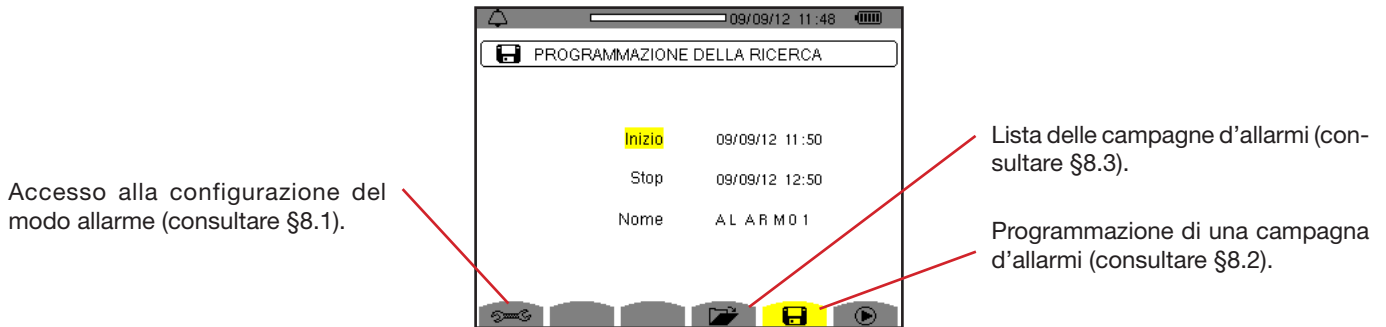 09/09/12 11:48
PROGRAMMAZIONE DELLA RICERCA
Inizio 09/09/12 11:50
Stop 09/09/12 12:50
Nome ALARM01
Accesso alla configurazione del
modo allarme (consultare §8.1).
Lista delle campagne d'allarmi (con-
sultare §8.3).
Programmazione di una campagna
d'allarmi (consultare §8.2).